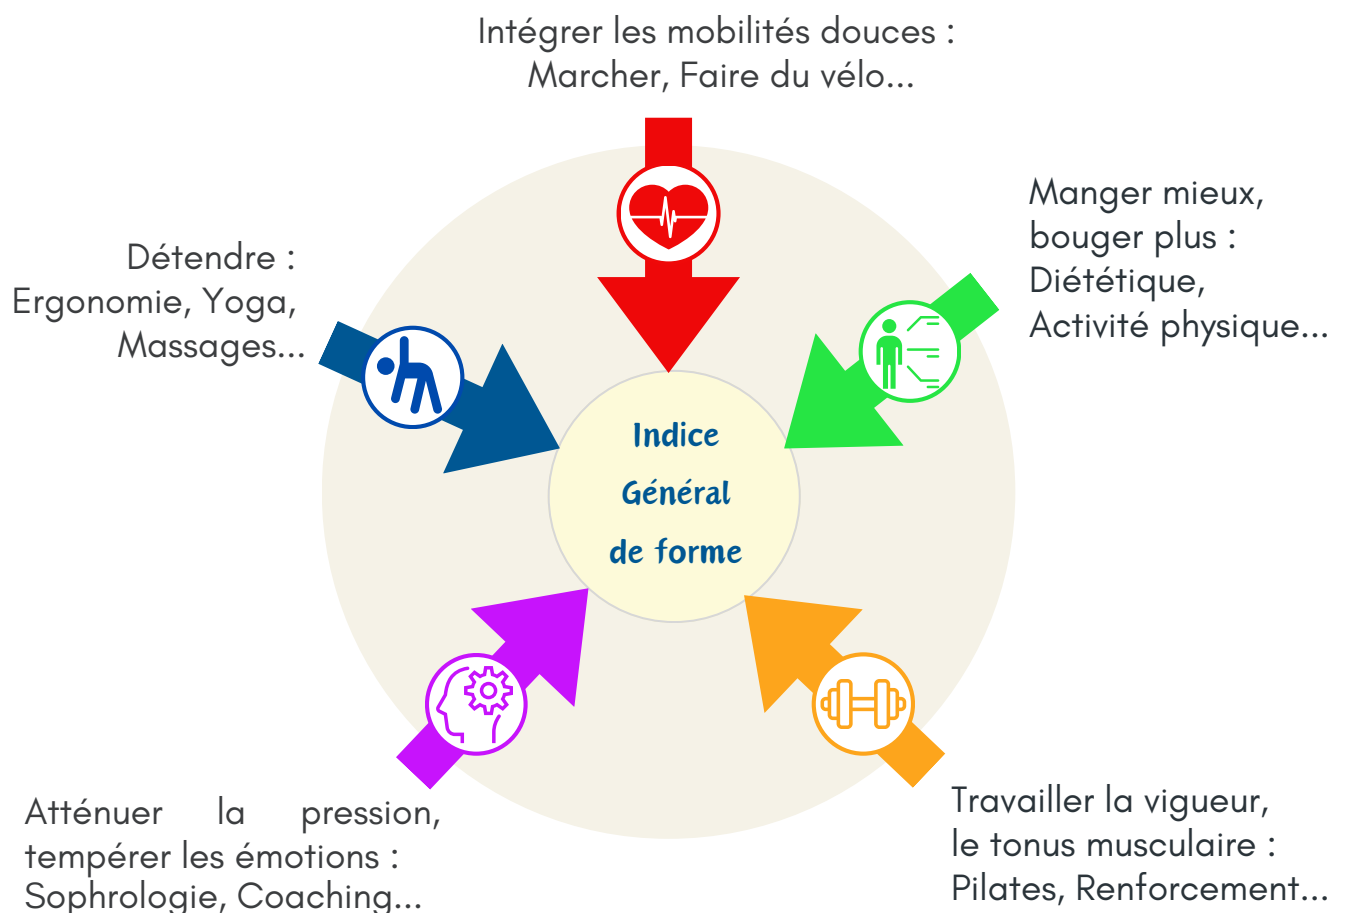 Intégrer les mobilités douces :
Marcher, Faire du vélo...
Manger mieux,
bouger plus :
Diététique,
Activité physique...
Détendre :
Ergonomie, Yoga,
Massages...
Indice
Général
de forme
Atténuer la pression,
tempérer les émotions :
Sophrologie, Coaching...
Travailler la vigueur,
le tonus musculaire :
Pilates, Renforcement...